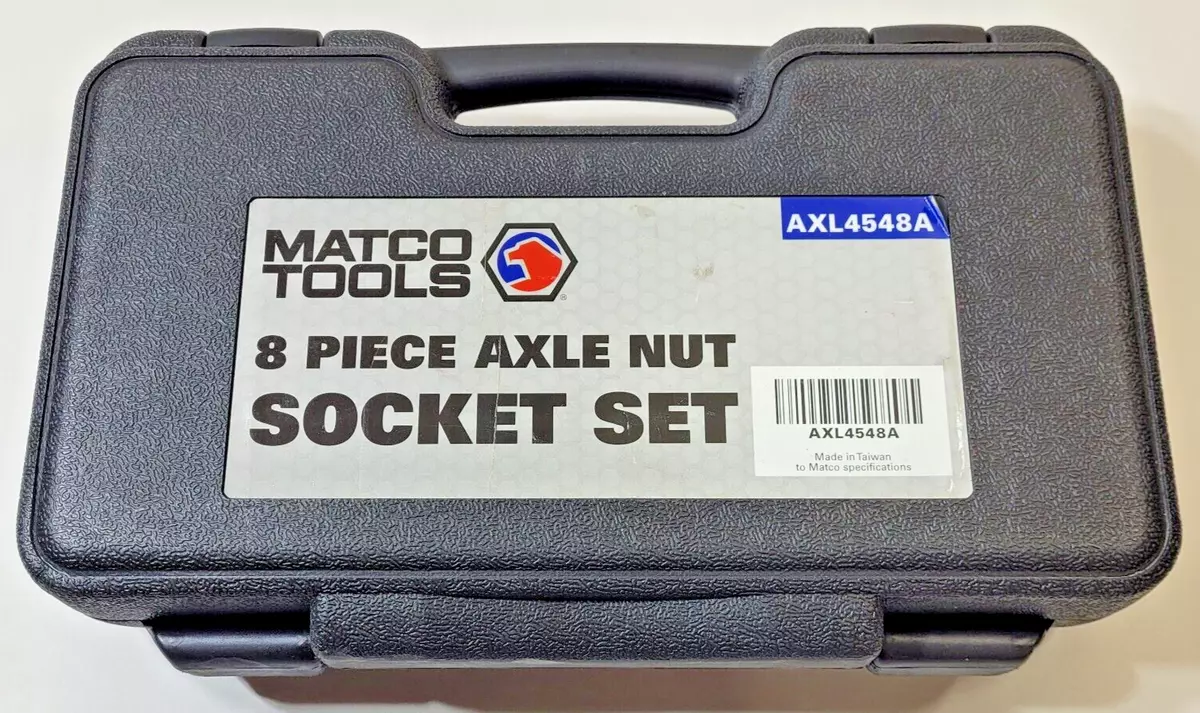 AXL4548A
MATCO
TOOLS
®
8 PIECE AXLE NUT
SOCKET SET
AXL4548A
Made in Taiwan
to Matco specifications